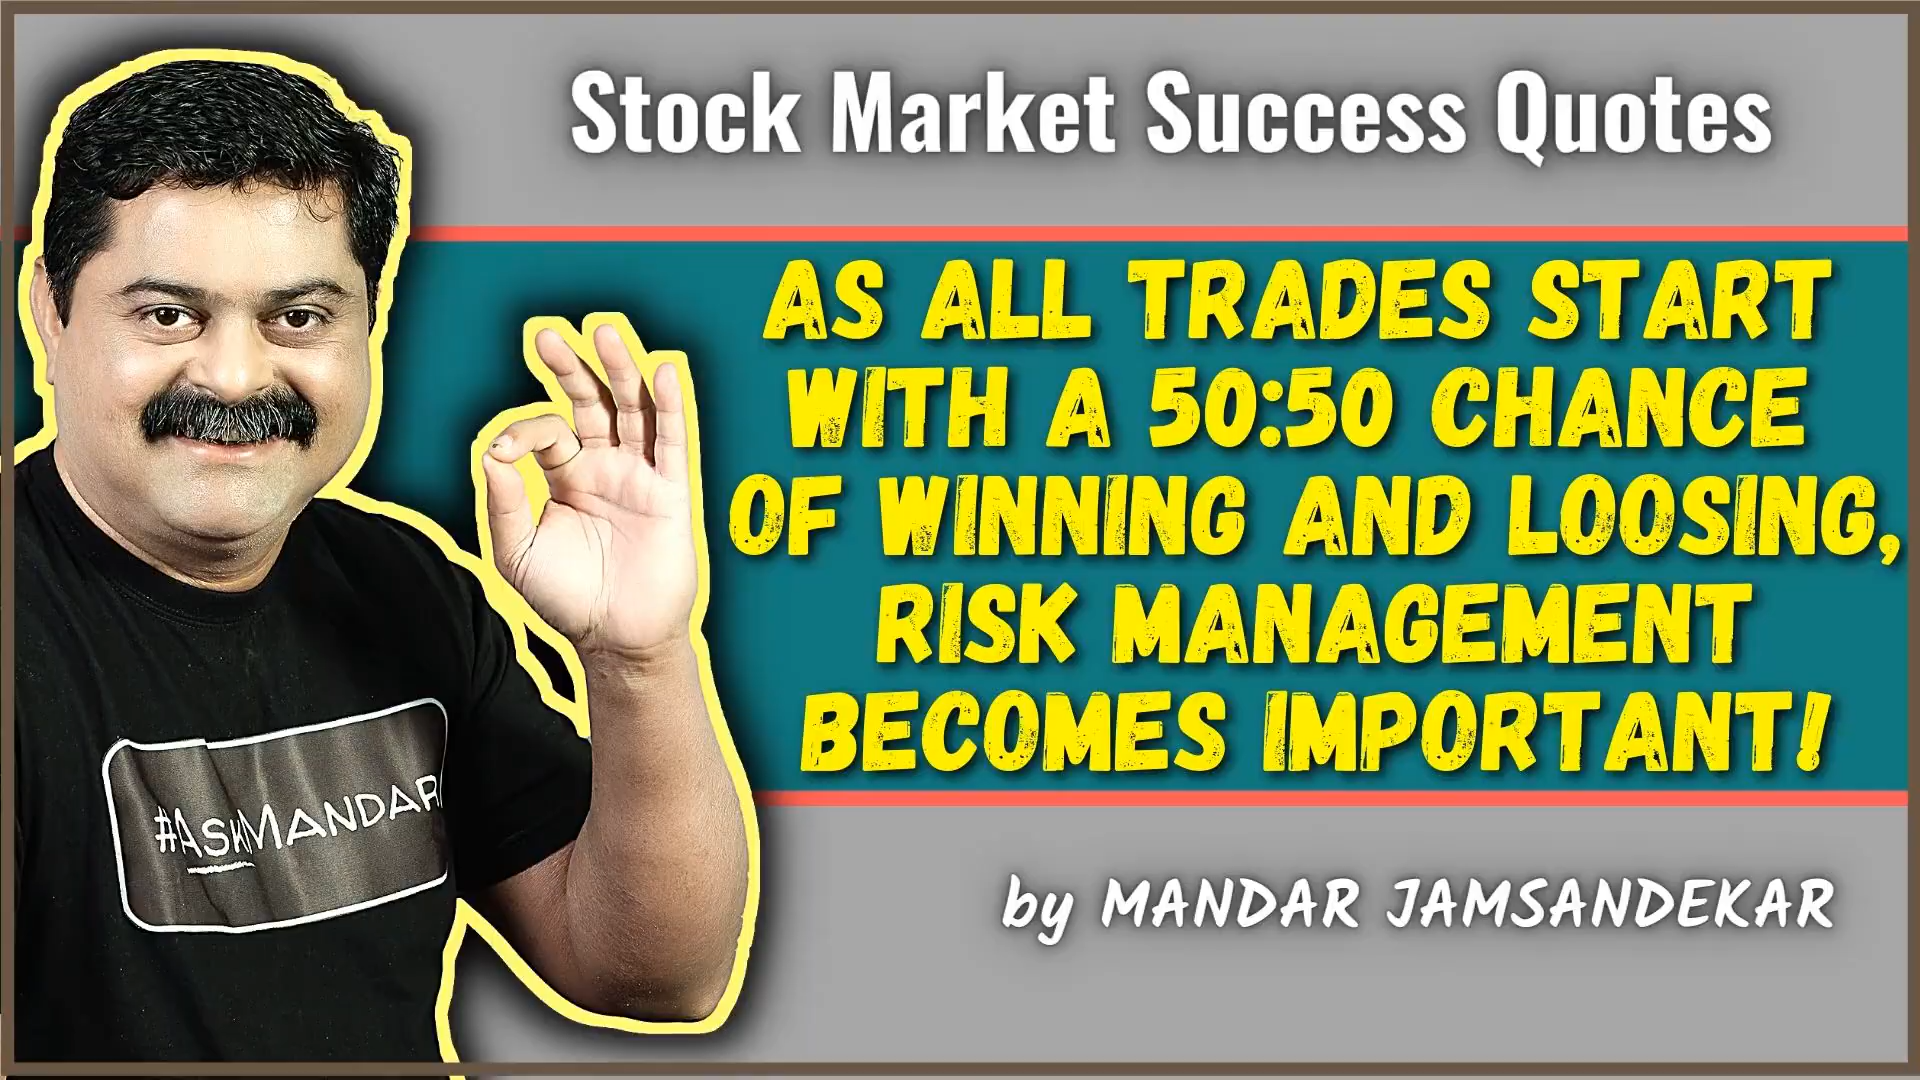 Stock Market Success Quotes
AS ALL TRADES START
WITH A 50:50 CHANCE
OF WINNING AND LOOSING,
RISK MANAGEMENT
BECOMES IMPORTANT!
#ASKMANDAR
by MANDAR JAMSANDEKAR